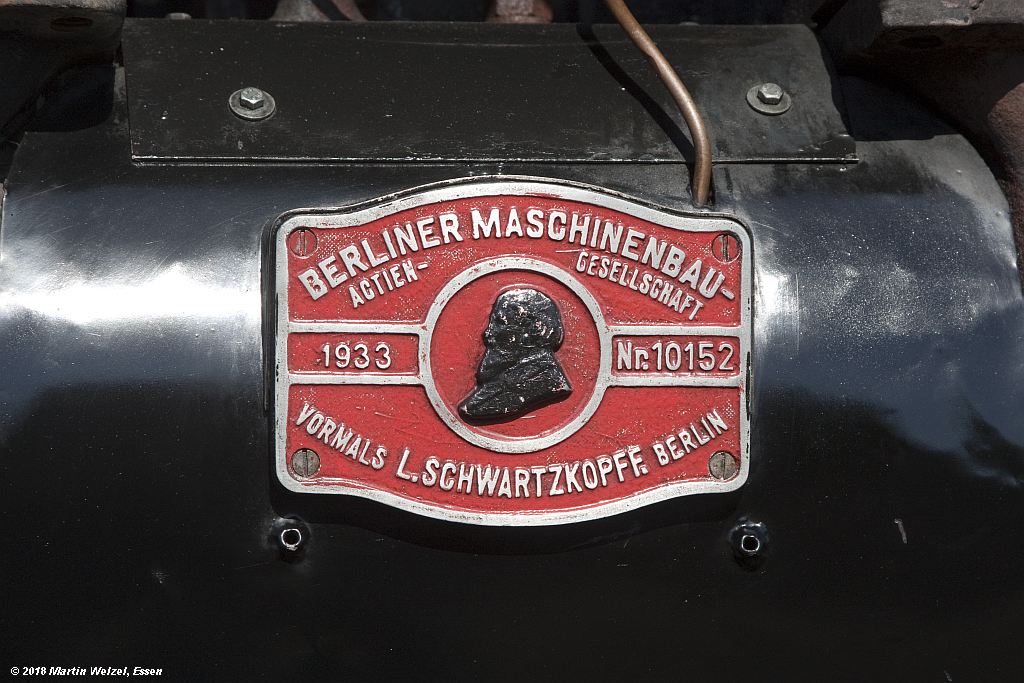 BERLINER MASCHINENBAU-
ACTIEN- GESELLSCHAFT
1933 Nr. 10152
VORMALS L. SCHWARTZKOPFF. BERLIN
© 2018 Martin Welzel, Essen